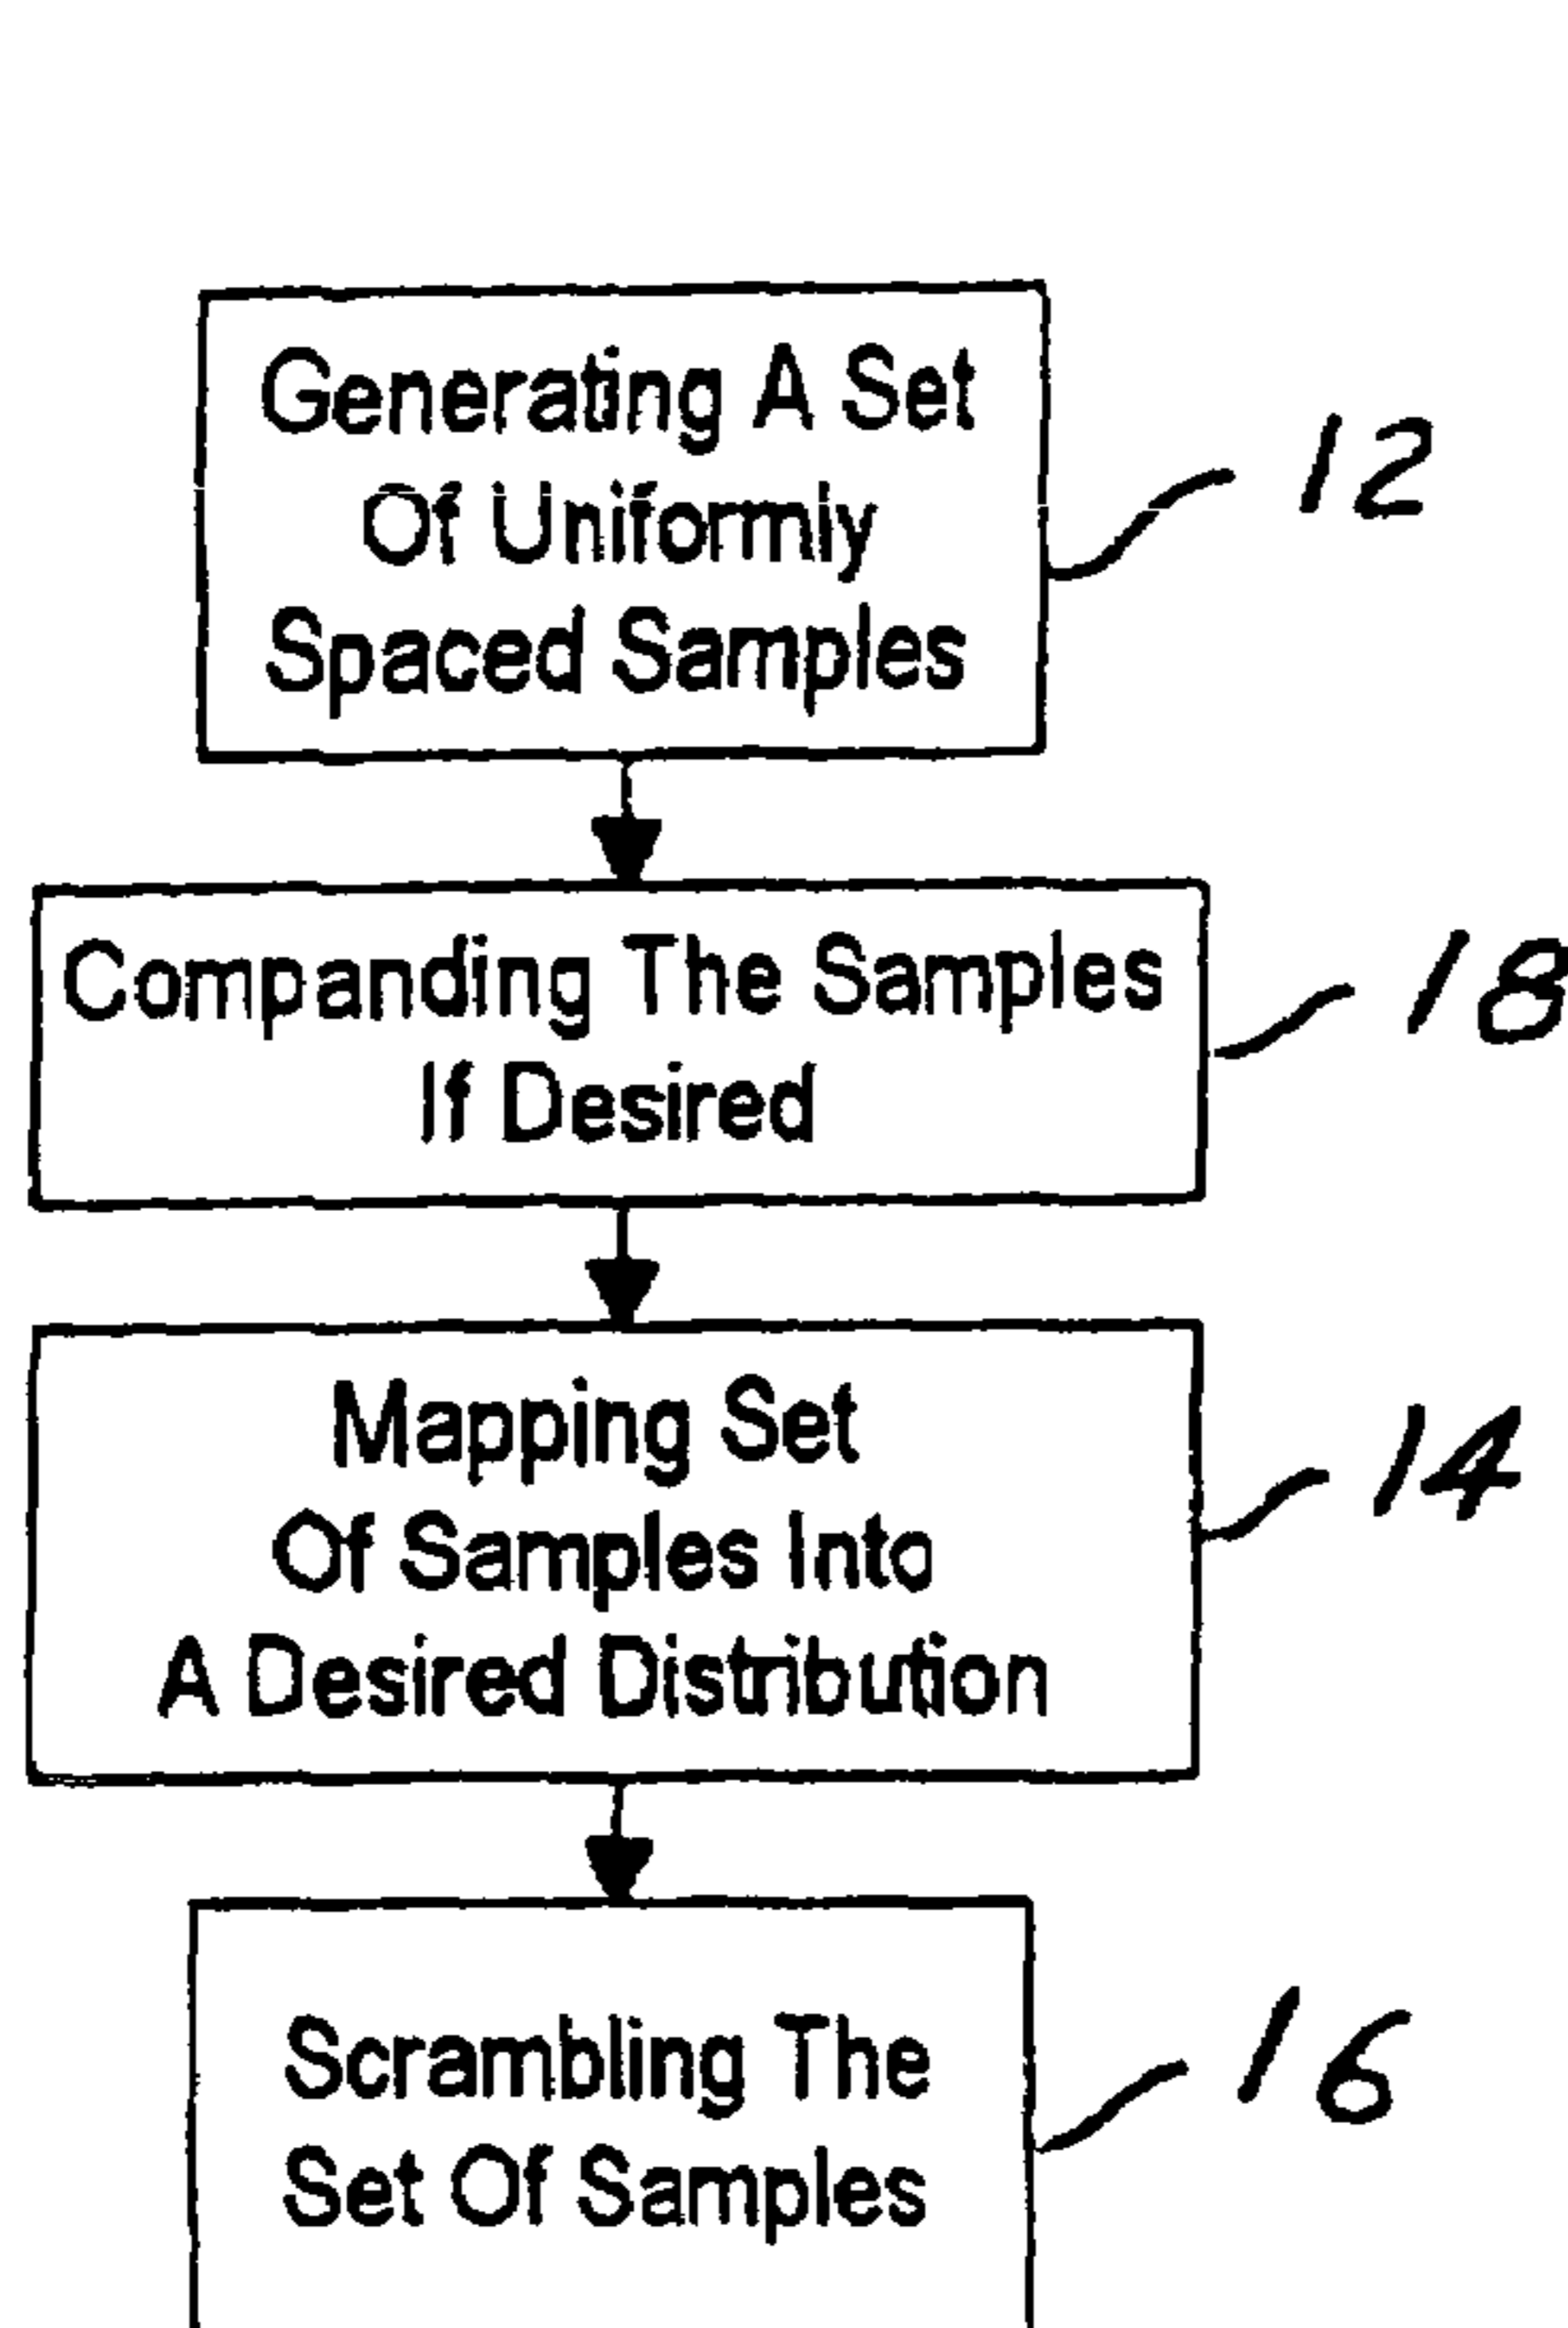 Generating A Set
Of Uniformly
Spaced Samples
12
Companding The Samples
If Desired
18
Mapping Set
Of Samples Into
A Desired Distribution
14
Scrambling The
Set Of Samples
16